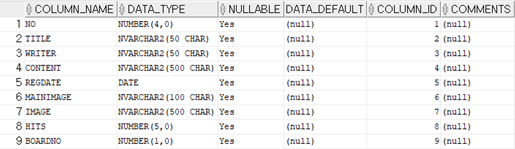 COLUMN_NAME DATA_TYPE NULLABLE DATA_DEFAULT COLUMN_ID COMMENTS
1 NO NUMBER(4,0) Yes (null) 1 (null)
2 TITLE NVARCHAR2(50 CHAR) Yes (null) 2 (null)
3 WRITER NVARCHAR2(50 CHAR) Yes (null) 3 (null)
4 CONTENT NVARCHAR2(500 CHAR) Yes (null) 4 (null)
5 REGDATE DATE Yes (null) 5 (null)
6 MAINIMAGE NVARCHAR2(100 CHAR) Yes (null) 6 (null)
7 IMAGE NVARCHAR2(500 CHAR) Yes (null) 7 (null)
8 HITS NUMBER(5,0) Yes (null) 8 (null)
9 BOARDNO NUMBER(1,0) Yes (null) 9 (null)